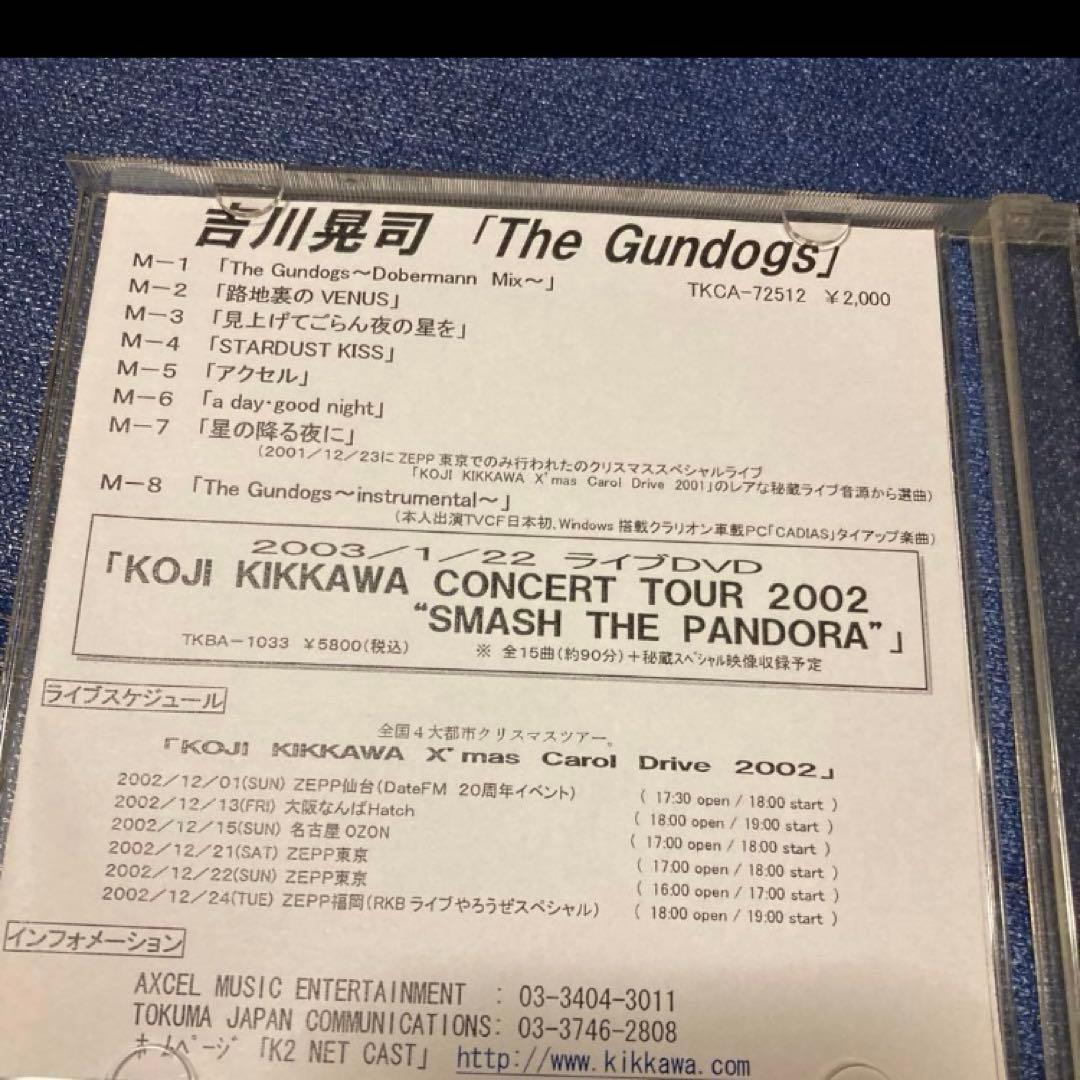 吉川晃司 「The Gundogs」
M－1 「The Gundogs～Dobermann Mix～」
TKCA-72512 ￥2,000
M－2 「路地裏の VENUS」
M－3 「見上げてごらん夜の星を」
M－4 「STARDUST KISS」
M－5 「アクセル」
M－6 「a day･good night」
M－7 「星の降る夜に」
（2001／12／23に ZEPP 東京でのみ行われたのクリスマススペシャルライブ
「KOJI KIKKAWA X'mas Carol Drive 2001」のレアな秘蔵ライブ音源から選曲）
M－8 「The Gundogs～instrumental～」
（本人出演TVCF日本初、Windows 搭載クラリオン車載PC「CADIAS」タイアップ楽曲）
2003／1／22 ライブDVD
「KOJI KIKKAWA CONCERT TOUR 2002
“SMASH THE PANDORA”」
TKBA－1033 ￥5800（税込） ※ 全15曲（約90分）＋秘蔵ｽﾍﾟｼｬﾙ映像収録予定
ライブスケジュール
全国４大都市クリスマスツアー。
「KOJI KIKKAWA X'mas Carol Drive 2002」
2002／12／01(SUN) ZEPP仙台（DateFM 20周年イベント） ( 17:30 open / 18:00 start )
2002／12／13(FRI) 大阪なんばHatch ( 18:00 open / 19:00 start )
2002／12／15(SUN) 名古屋 OZON ( 17:00 open / 18:00 start )
2002／12／21(SAT) ZEPP東京 ( 17:00 open / 18:00 start )
2002／12／22(SUN) ZEPP東京 ( 16:00 open / 17:00 start )
2002／12／24(TUE) ZEPP福岡（RKB ライブやろうぜスペシャル） ( 18:00 open / 19:00 start )
インフォメーション
AXCEL MUSIC ENTERTAINMENT : 03-3404-3011
TOKUMA JAPAN COMMUNICATIONS: 03-3746-2808
ﾎｰﾑﾍﾟｰｼﾞ 「K2 NET CAST」 http://www.kikkawa.com